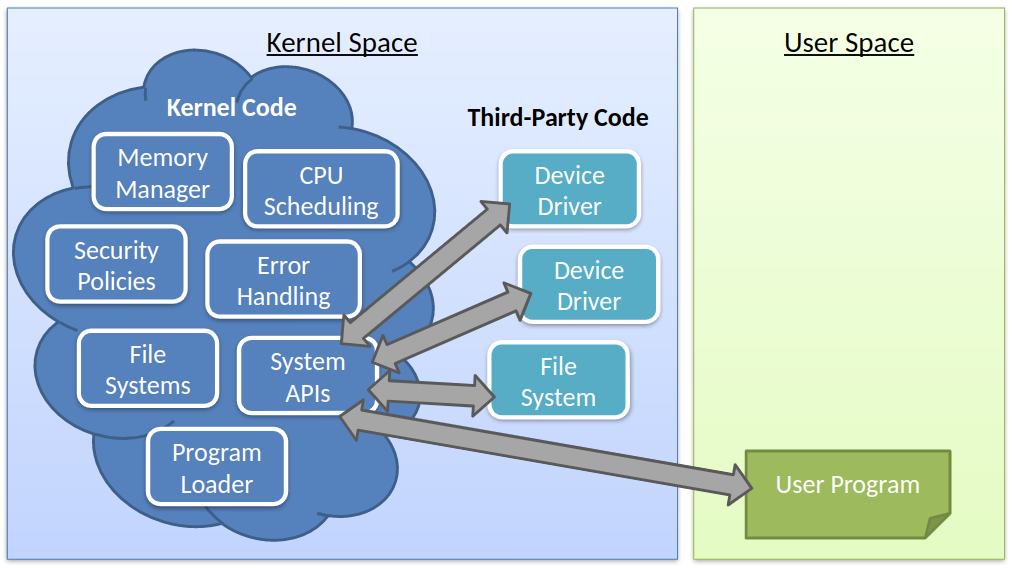 Kernel Space
User Space
Kernel Code
Third-Party Code
Memory
Manager
CPU
Scheduling
Device
Driver
Security
Policies
Error
Handling
Device
Driver
File
Systems
System
APIs
File
System
Program
Loader
User Program